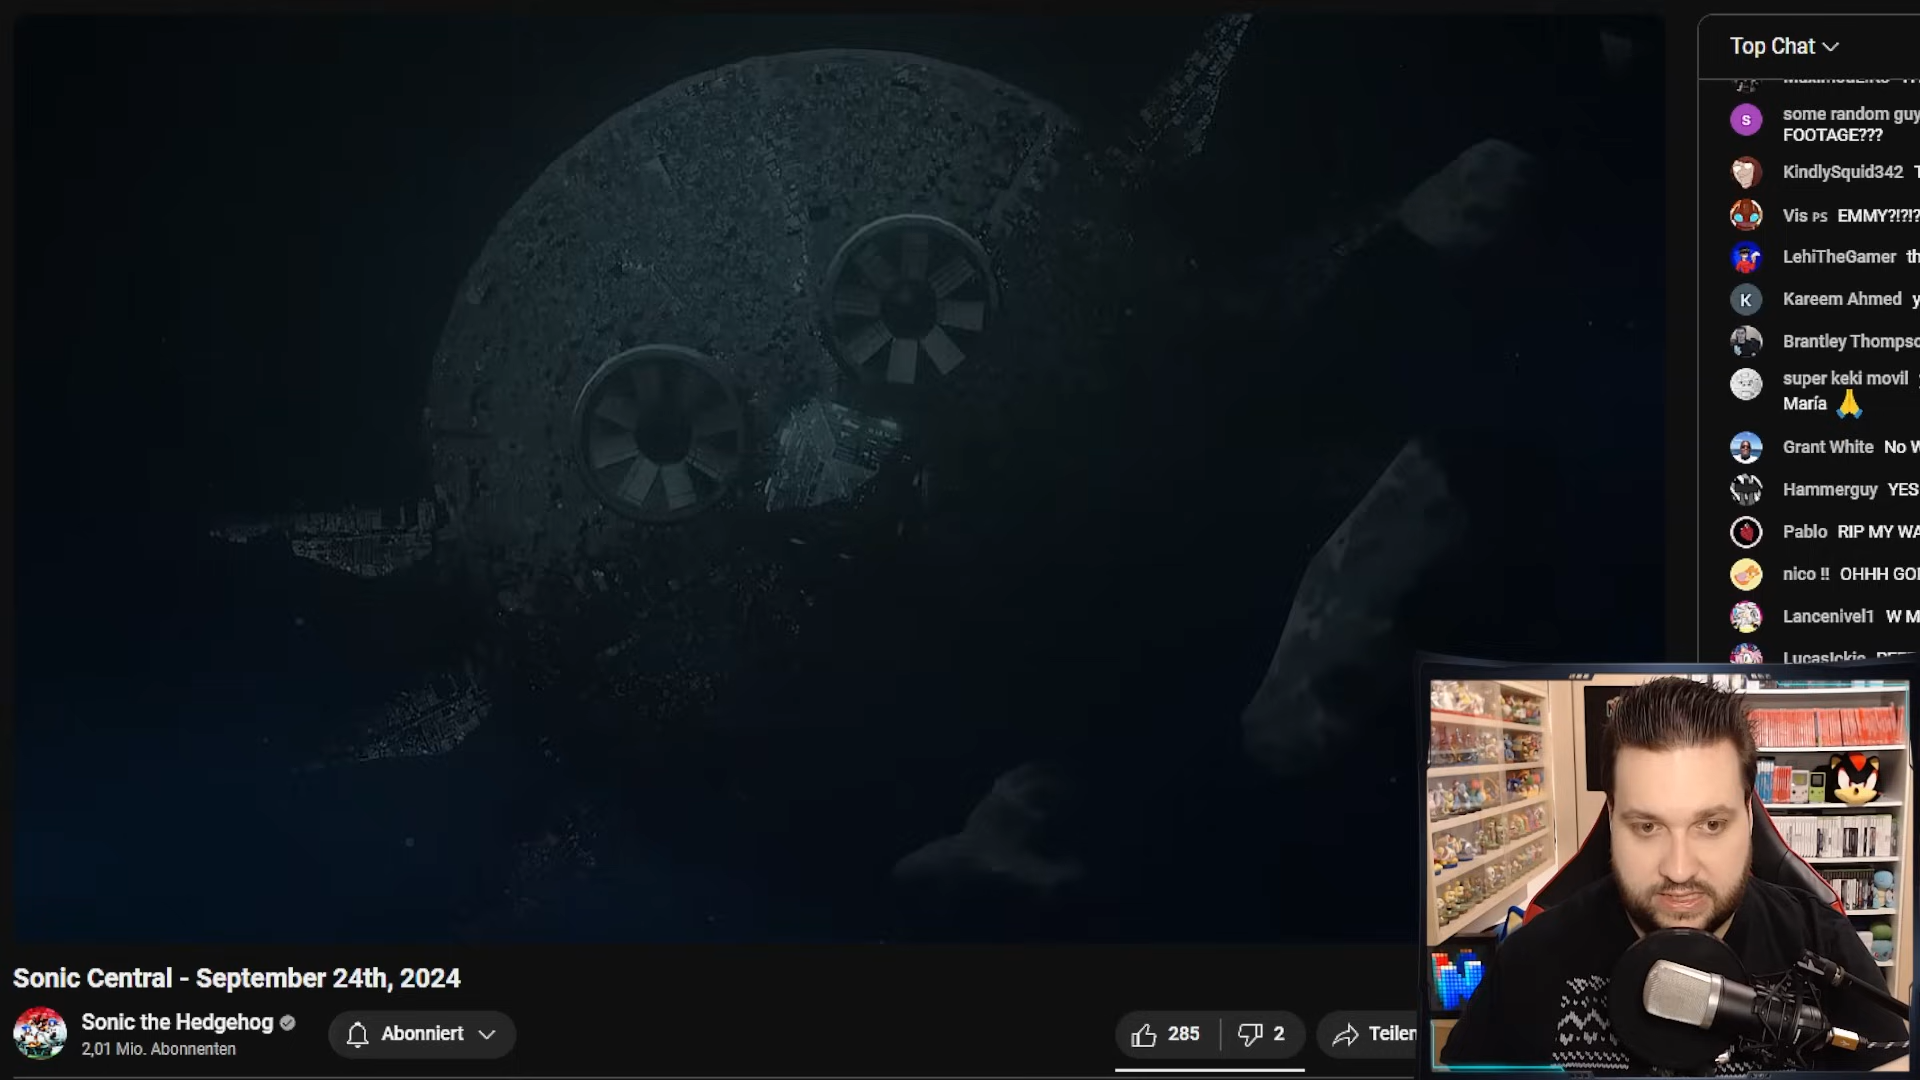 Top Chat
some random guy
FOOTAGE???
KindlySquid342
Vis PS EMMY?!?!?
LehiTheGamer
Kareem Ahmed
Brantley
super keki movil
María
Grant White No
Hammerguy YES
Pablo RIP MY
nico !! OHHH
Lancenivel1 W
Sonic Central - September 24th, 2024
Sonic the Hedgehog
2,01 Mio. Abonnenten
Abonniert
285
2
Teilen